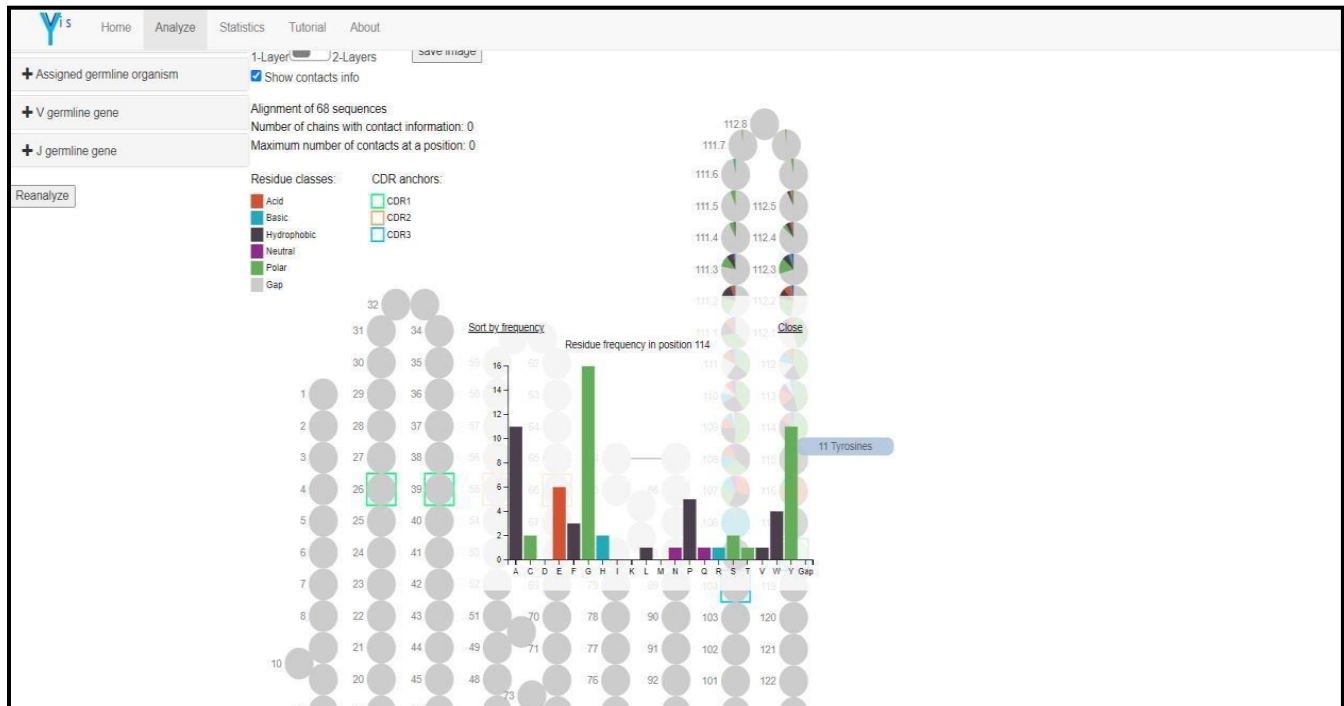 Yis Home Analyze Statistics Tutorial About
1-Layer 2-Layers save image
+ Assigned germline organism
Show contacts info
+ V germline gene
Alignment of 68 sequences
Number of chains with contact information: 0
+ J germline gene
Maximum number of contacts at a position: 0
Reanalyze
Residue classes: CDR anchors:
Acid CDR1
Basic CDR2
Hydrophobic CDR3
Neutral
Polar
Gap
112.8
111.7
111.6
111.5 112.5
111.4 112.4
111.3 112.3
111.2 112.2
Sort by frequency Close
Residue frequency in position 114
16
14
12
10
8
6
4
2
0
A C D E F G H I K L M N P Q R S T V W Y Gap
11 Tyrosines
32
31 34
30 35
1 29 36
2 28 37
3 27 38
4 26 39
5 25 40
6 24 41
7 23 42
8 22 43 51 70 78 90 103 120
21 44 49 71 77 91 102 121
10
20 45 48 76 92 101 122
73